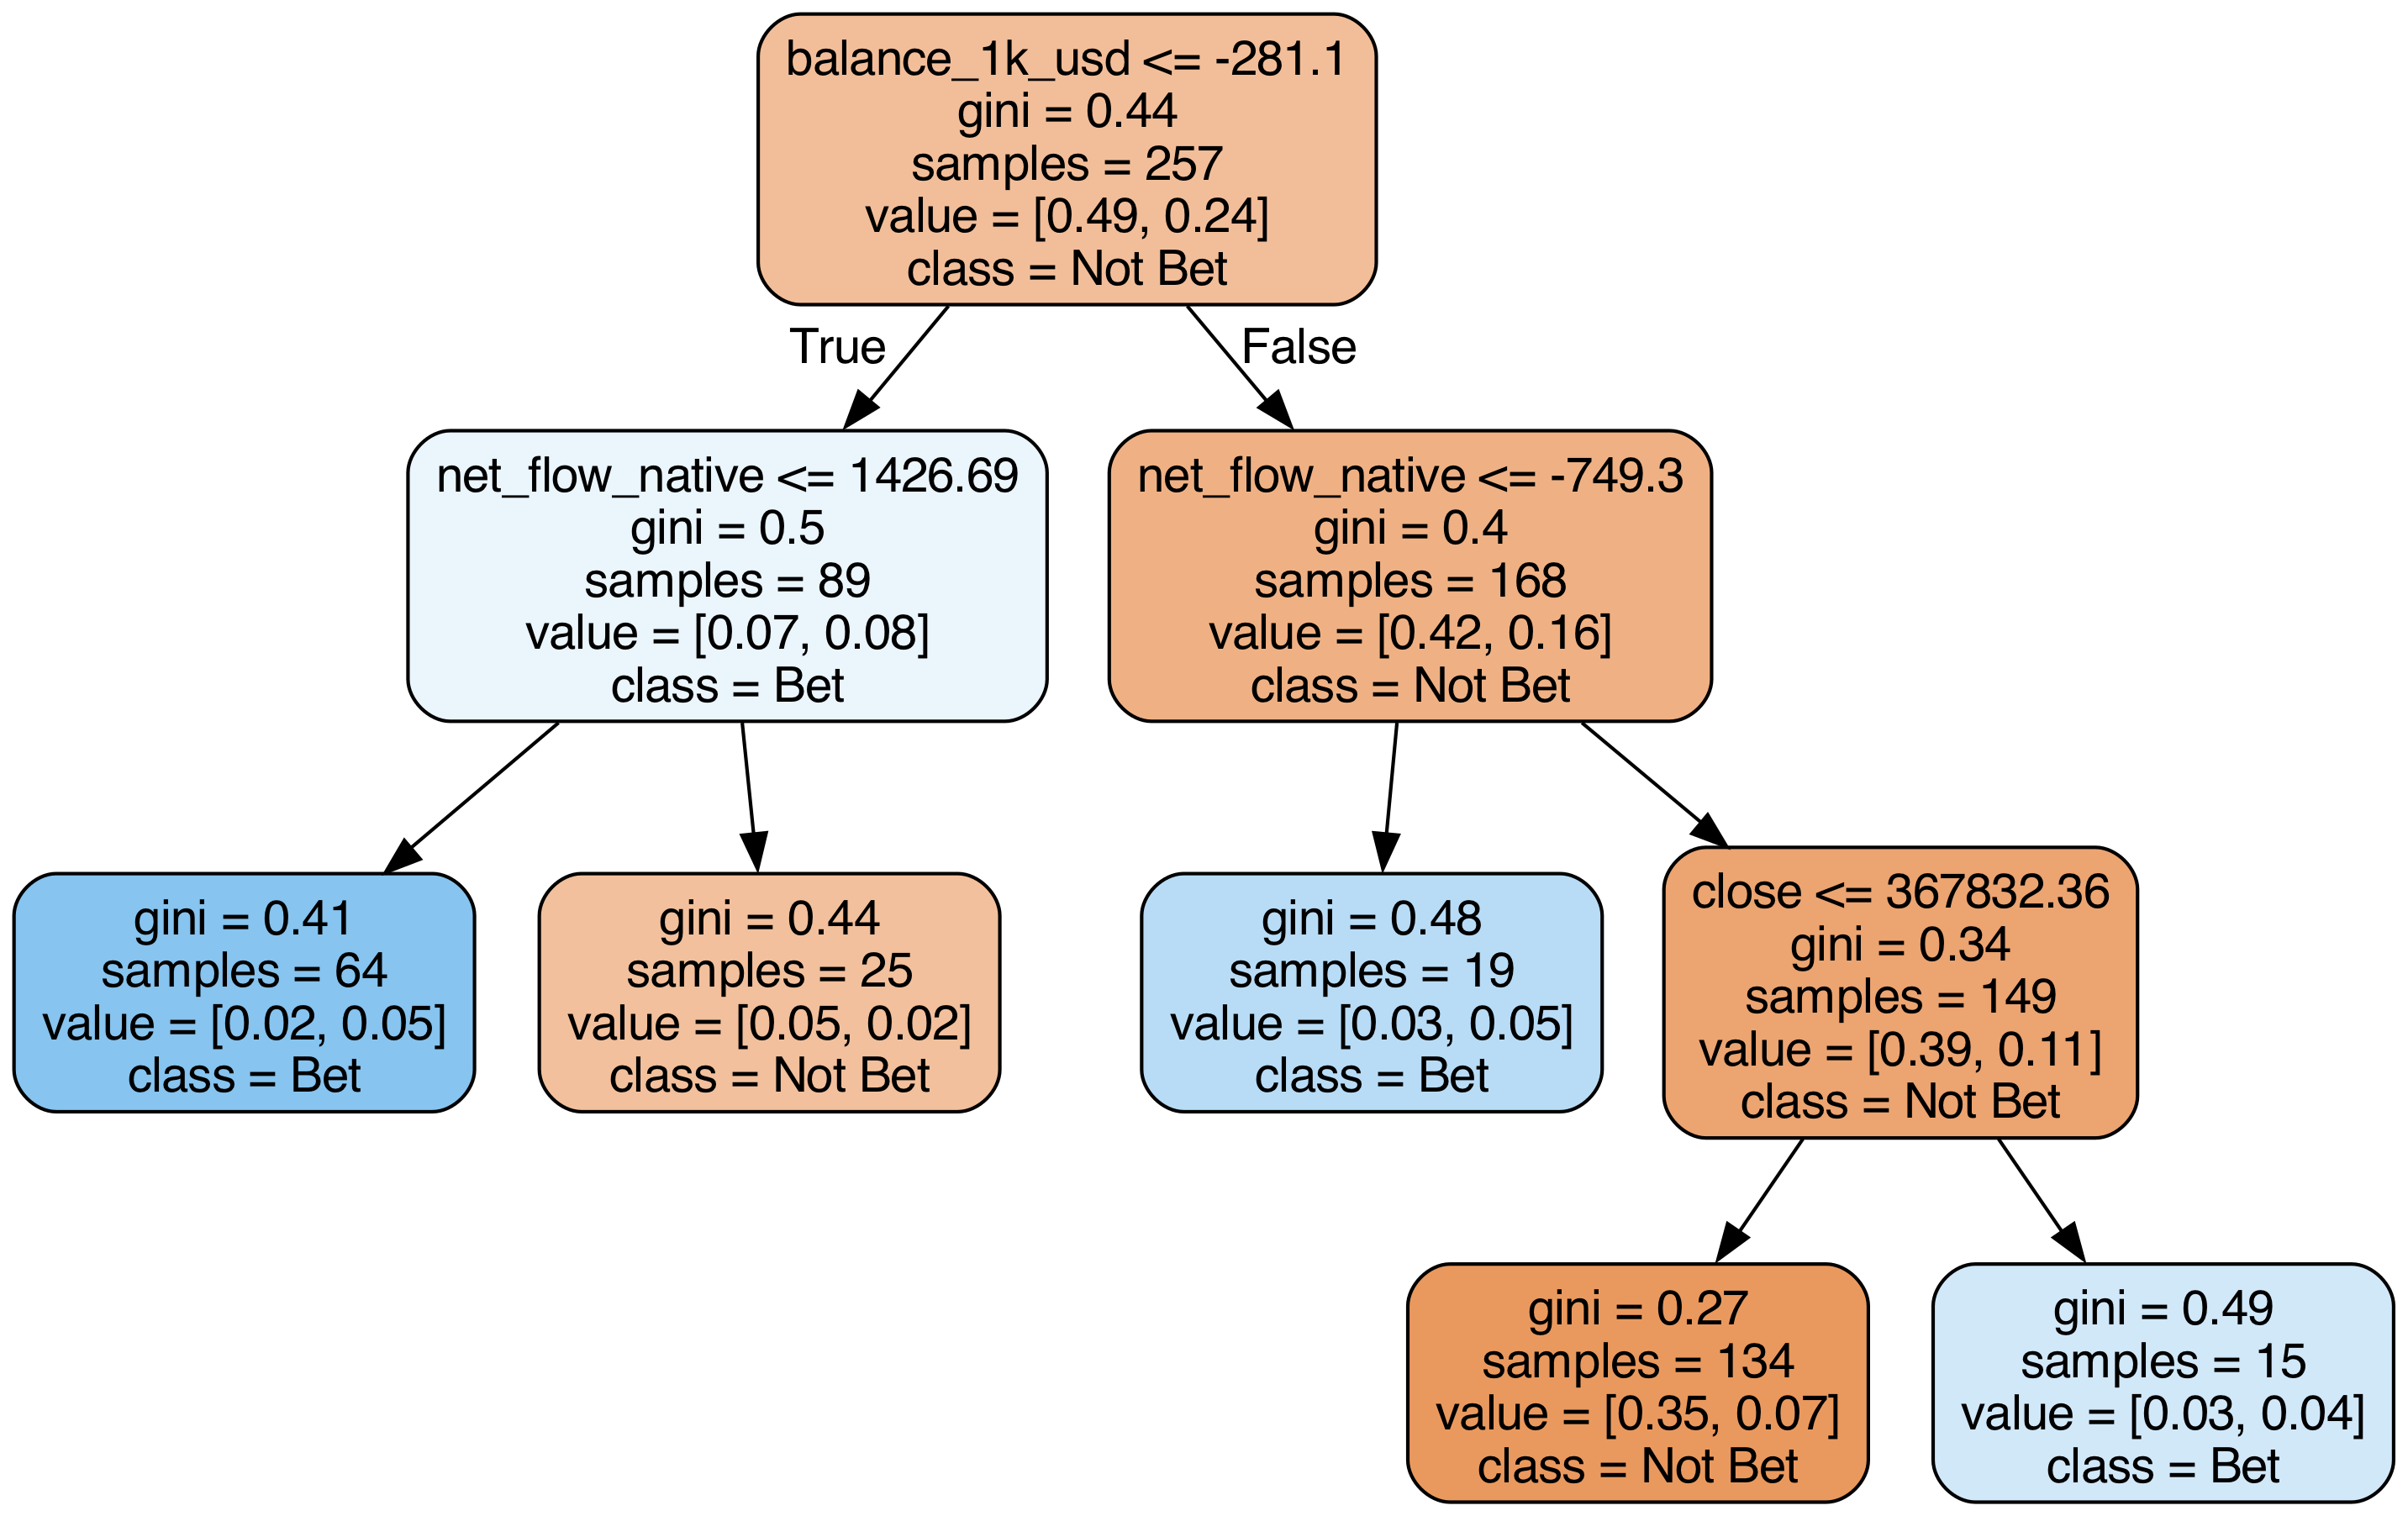 balance_1k_usd <= -281.1
gini = 0.44
samples = 257
value = [0.49, 0.24]
class = Not Bet
True
False
net_flow_native <= 1426.69
gini = 0.5
samples = 89
value = [0.07, 0.08]
class = Bet
net_flow_native <= -749.3
gini = 0.4
samples = 168
value = [0.42, 0.16]
class = Not Bet
gini = 0.41
samples = 64
value = [0.02, 0.05]
class = Bet
gini = 0.44
samples = 25
value = [0.05, 0.02]
class = Not Bet
gini = 0.48
samples = 19
value = [0.03, 0.05]
class = Bet
close <= 367832.36
gini = 0.34
samples = 149
value = [0.39, 0.11]
class = Not Bet
gini = 0.27
samples = 134
value = [0.35, 0.07]
class = Not Bet
gini = 0.49
samples = 15
value = [0.03, 0.04]
class = Bet